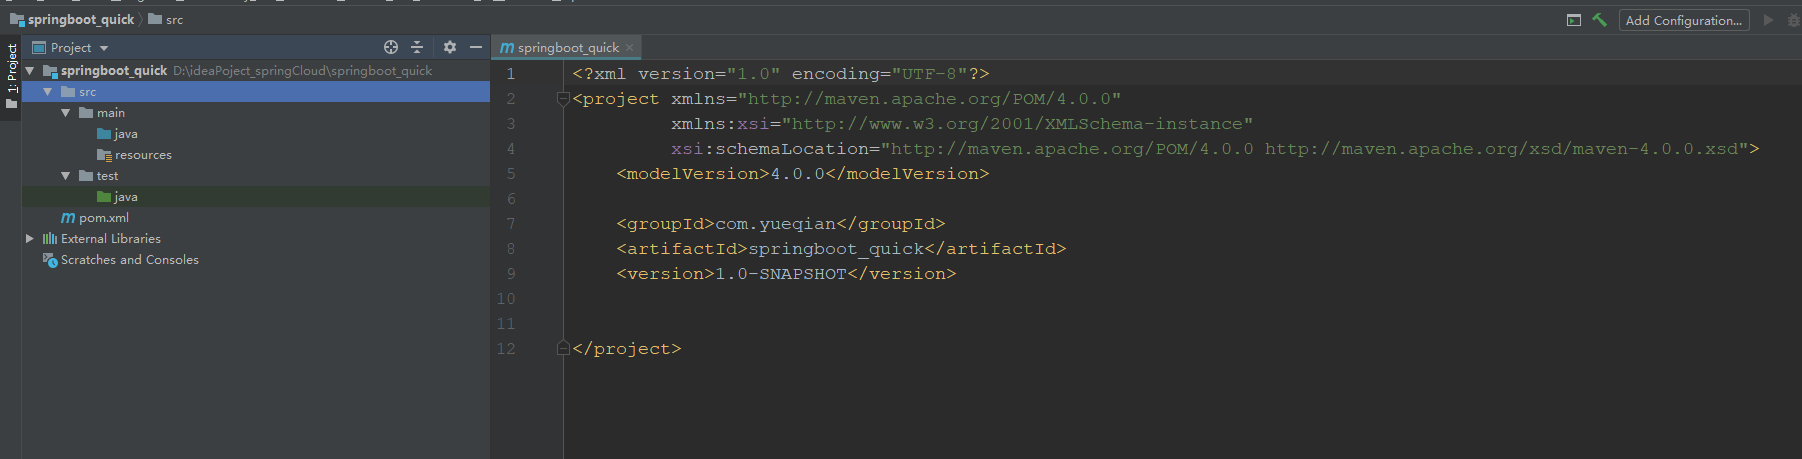 springboot_quick src
Add Configuration...
1: Project
Project
springboot_quick D:\ideaPoject_springCloud\springboot_quick
src
main
java
resources
test
java
pom.xml
External Libraries
Scratches and Consoles
springboot_quick
1 <?xml version="1.0" encoding="UTF-8"?>
2 <project xmlns="http://maven.apache.org/POM/4.0.0"
3 xmlns:xsi="http://www.w3.org/2001/XMLSchema-instance"
4 xsi:schemaLocation="http://maven.apache.org/POM/4.0.0 http://maven.apache.org/xsd/maven-4.0.0.xsd">
5 <modelVersion>4.0.0</modelVersion>
6
7 <groupId>com.yueqian</groupId>
8 <artifactId>springboot_quick</artifactId>
9 <version>1.0-SNAPSHOT</version>
10
11
12 </project>